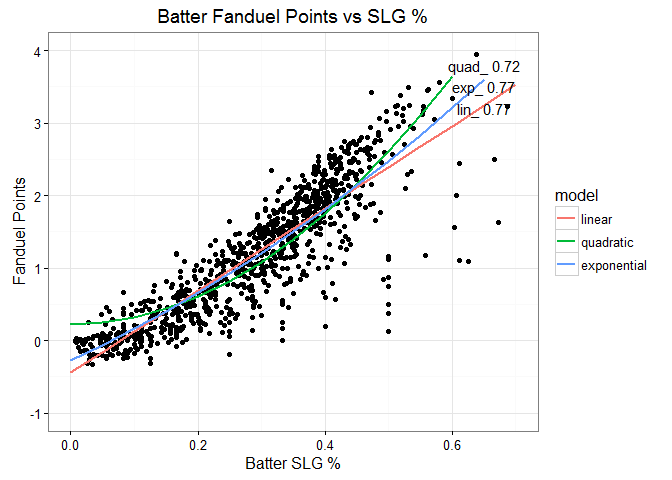 Batter Fanduel Points vs SLG %
4
3
2
1
0
-1
Fanduel Points
quad_ 0.72
exp_ 0.77
lin_ 0.77
0.0 0.2 0.4 0.6
Batter SLG %
model
linear
quadratic
exponential